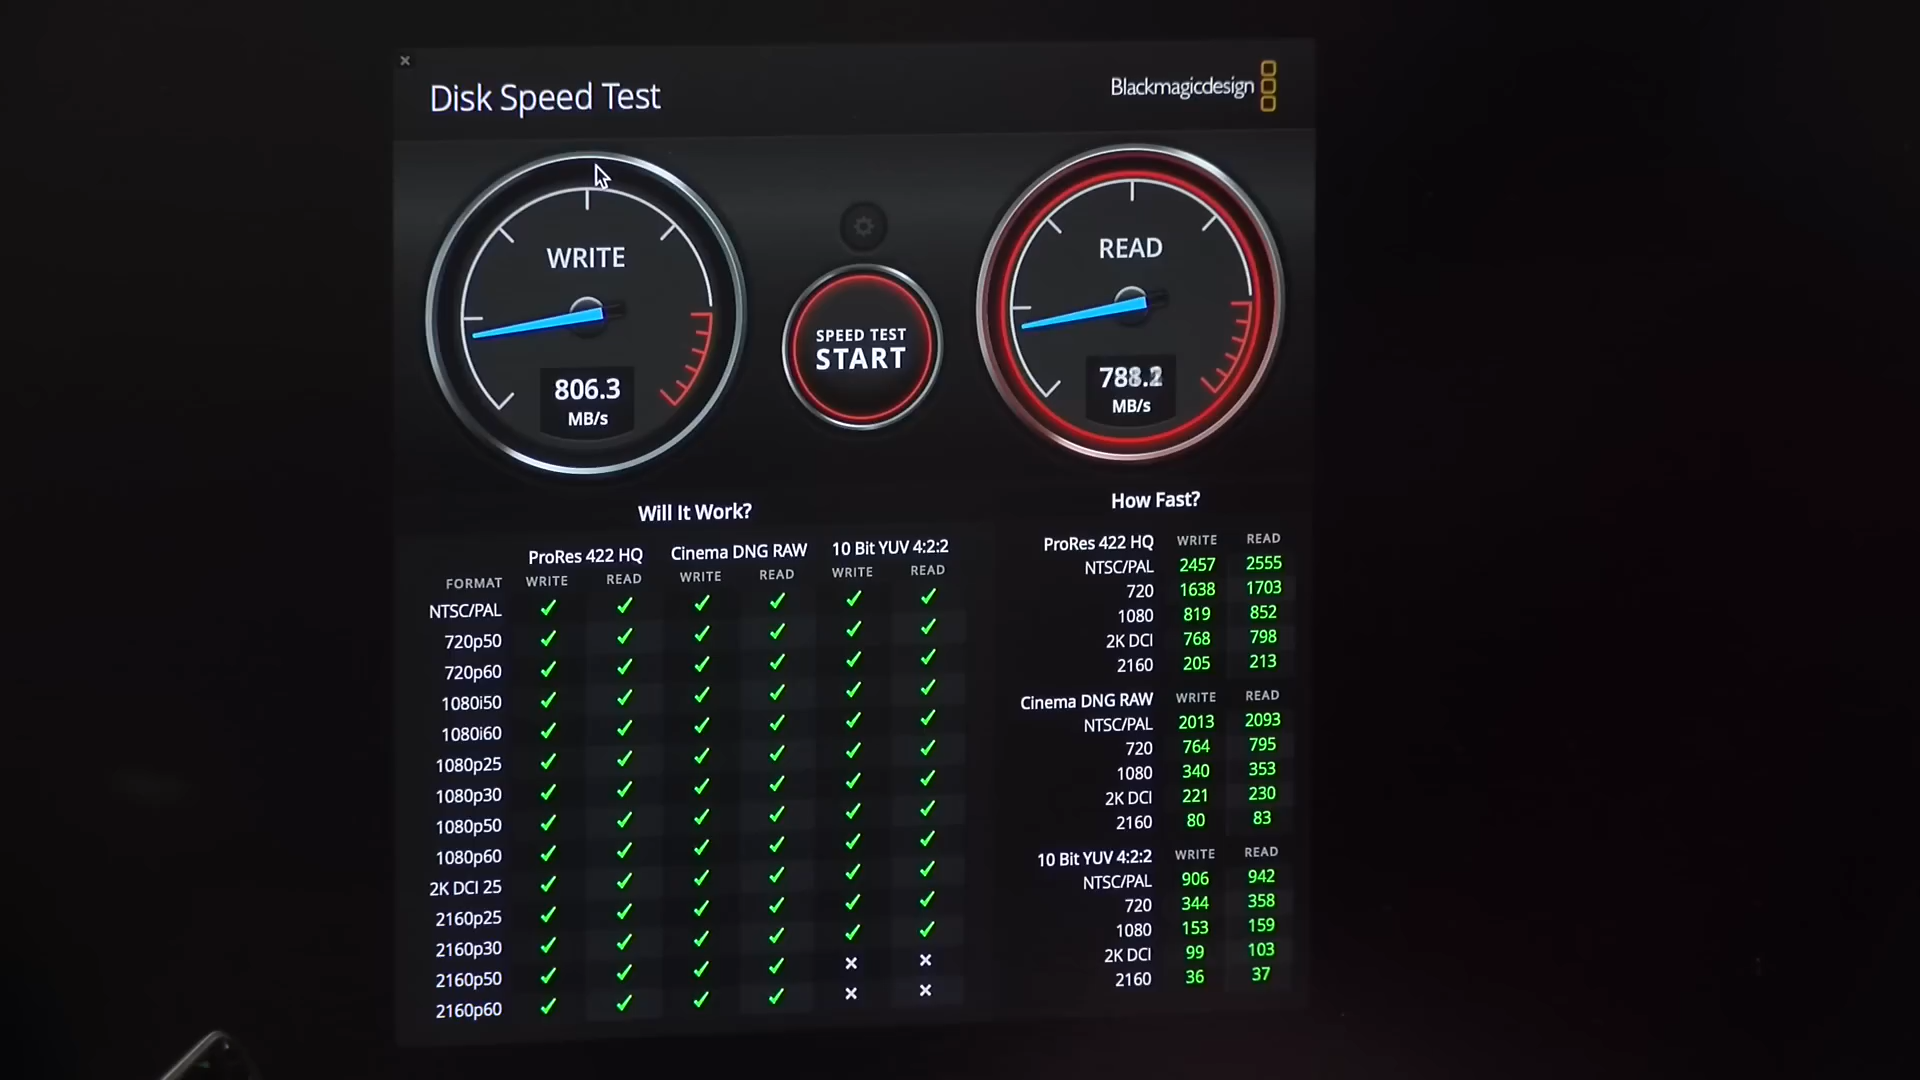 Disk Speed Test
Blackmagicdesign
WRITE
806.3
MB/s
SPEED TEST
START
READ
MB/s
Will It Work?
ProRes 422 HQ Cinema DNG RAW 10 Bit YUV 4:2:2
FORMAT WRITE READ WRITE READ WRITE READ
NTSC/PAL ✓ ✓ ✓ ✓ ✓ ✓
720p50 ✓ ✓ ✓ ✓ ✓ ✓
720p60 ✓ ✓ ✓ ✓ ✓ ✓
1080i50 ✓ ✓ ✓ ✓ ✓ ✓
1080i60 ✓ ✓ ✓ ✓ ✓ ✓
1080p25 ✓ ✓ ✓ ✓ ✓ ✓
1080p30 ✓ ✓ ✓ ✓ ✓ ✓
1080p50 ✓ ✓ ✓ ✓ ✓ ✓
1080p60 ✓ ✓ ✓ ✓ ✓ ✓
2K DCI 25 ✓ ✓ ✓ ✓ ✓ ✓
2160p25 ✓ ✓ ✓ ✓ ✓ ✓
2160p30 ✓ ✓ ✓ ✓ ✓ ✓
2160p50 ✓ ✓ ✓ ✓ × ×
2160p60 ✓ ✓ ✓ ✓ × ×
How Fast?
ProRes 422 HQ WRITE READ
NTSC/PAL 2457 2555
720 1638 1703
1080 819 852
2K DCI 768 798
2160 205 213
Cinema DNG RAW WRITE READ
NTSC/PAL 2013 2093
720 764 795
1080 340 353
2K DCI 221 230
2160 80 83
10 Bit YUV 4:2:2 WRITE READ
NTSC/PAL 906 942
720 344 358
1080 153 159
2K DCI 99 103
2160 36 37